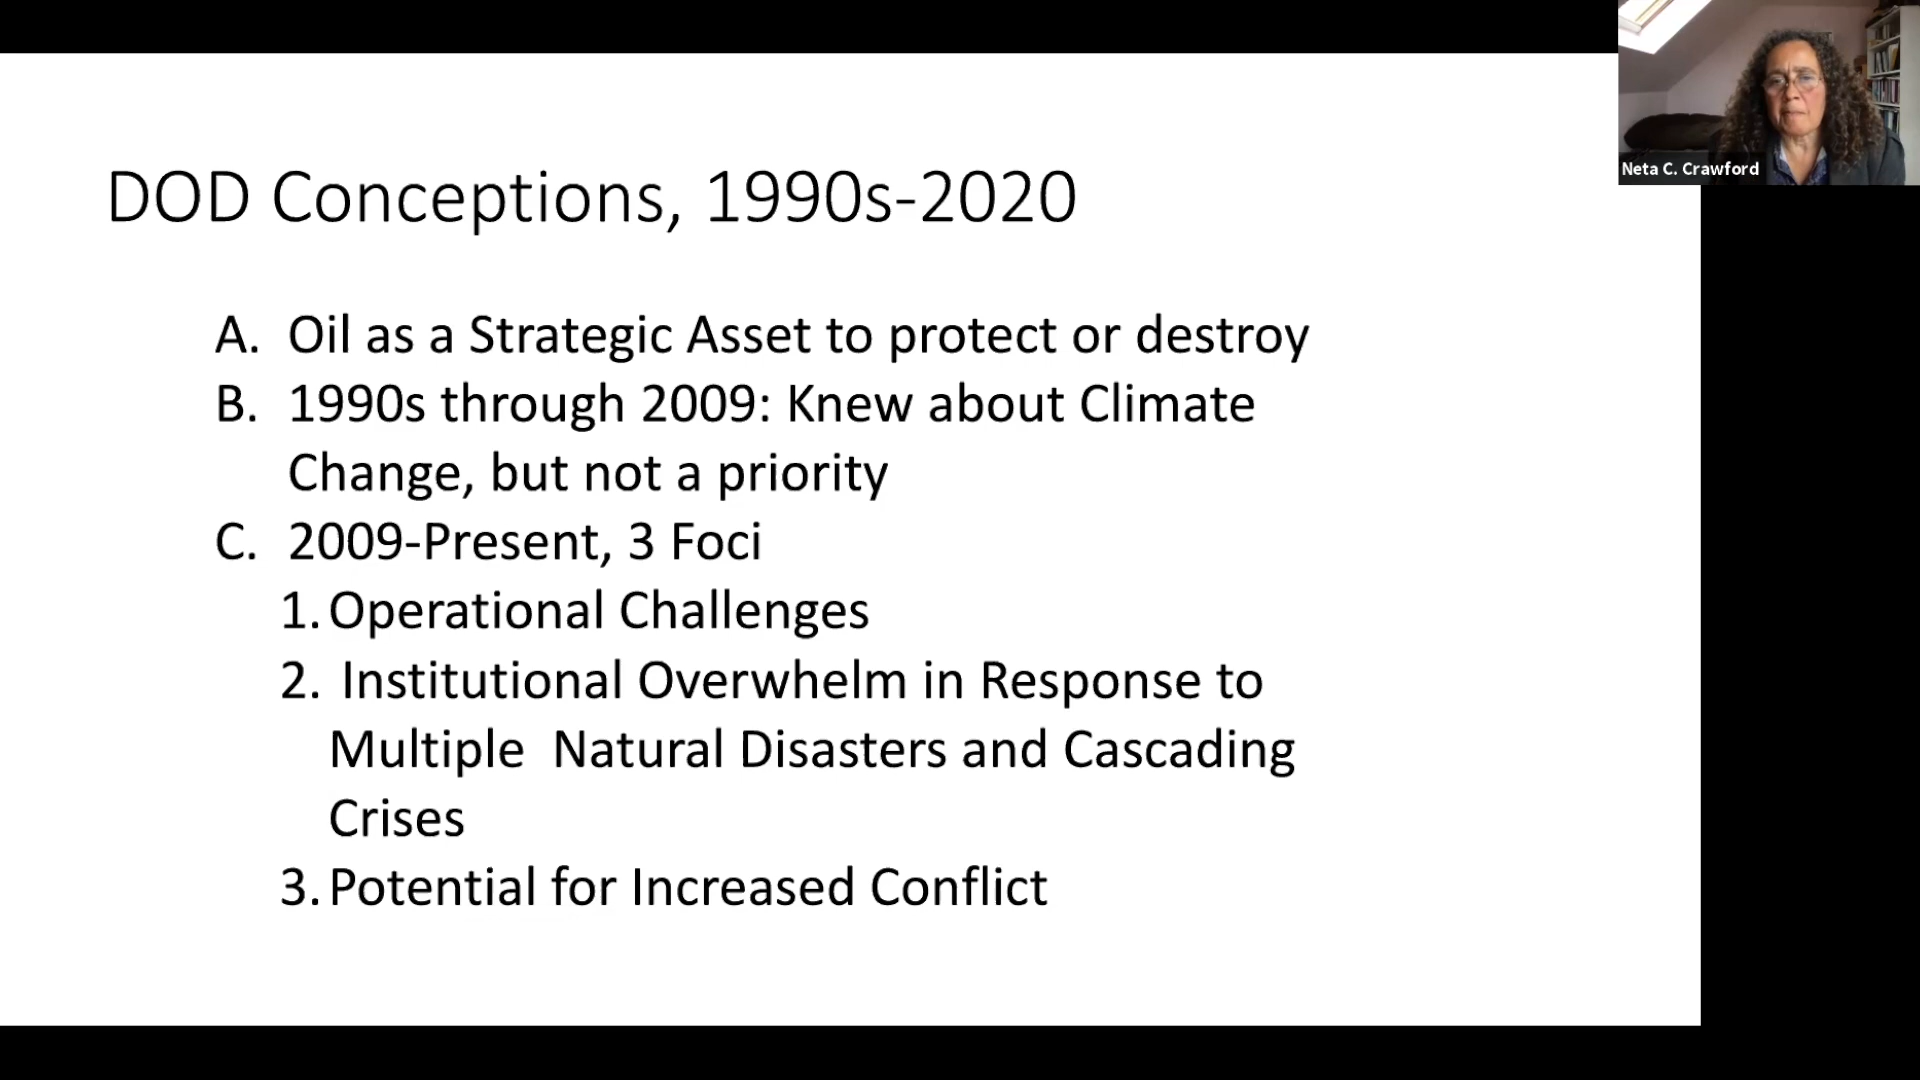 Neta C. Crawford
DOD Conceptions, 1990s-2020
A. Oil as a Strategic Asset to protect or destroy
B. 1990s through 2009: Knew about Climate
Change, but not a priority
C. 2009-Present, 3 Foci
1. Operational Challenges
2. Institutional Overwhelm in Response to
Multiple Natural Disasters and Cascading
Crises
3. Potential for Increased Conflict